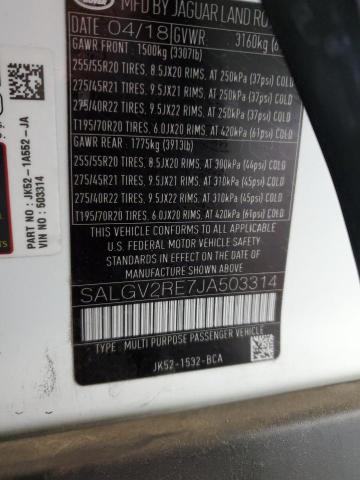 MFD BY JAGUAR LAND RO
DATE 04/18 GVWR 3160kg
GAWR FRONT 1500kg (3307lb)
255/55R20 TIRES, 8.5JX20 RIMS, AT 250kPa (37psi) COLD
275/45R21 TIRES, 9.5JX21 RIMS, AT 250kPa (37psi) COLD
275/40R22 TIRES, 9.5JX22 RIMS, AT 250kPa (37psi) COLD
T195/70R20 TIRES, 6.0JX20 RIMS, AT 420kPa (61psi) COLD
GAWR REAR 1775kg (3913lb)
255/55R20 TIRES, 8.5JX20 RIMS, AT 300kPa (44psi) COLD
275/45R21 TIRES, 9.5JX21 RIMS, AT 310kPa (45psi) COLD
275/40R22 TIRES, 9.5JX22 RIMS, AT 310kPa (45psi) COLD
T195/70R20 TIRES, 6.0JX20 RIMS, AT 420kPa (61psi) COLD
THIS VEHICLE CONFORMS TO ALL APPLICABLE
U.S. FEDERAL MOTOR VEHICLE SAFETY
STANDARDS IN EFFECT ON THE DATE OF
MANUFACTURE SHOWN ABOVE.
SALGV2RE7JA503314
TYPE: MULTI PURPOSE PASSENGER VEHICLE
JK52-1532-BCA
PART NO: JK52-1A552-JA
VIN NO: 503314